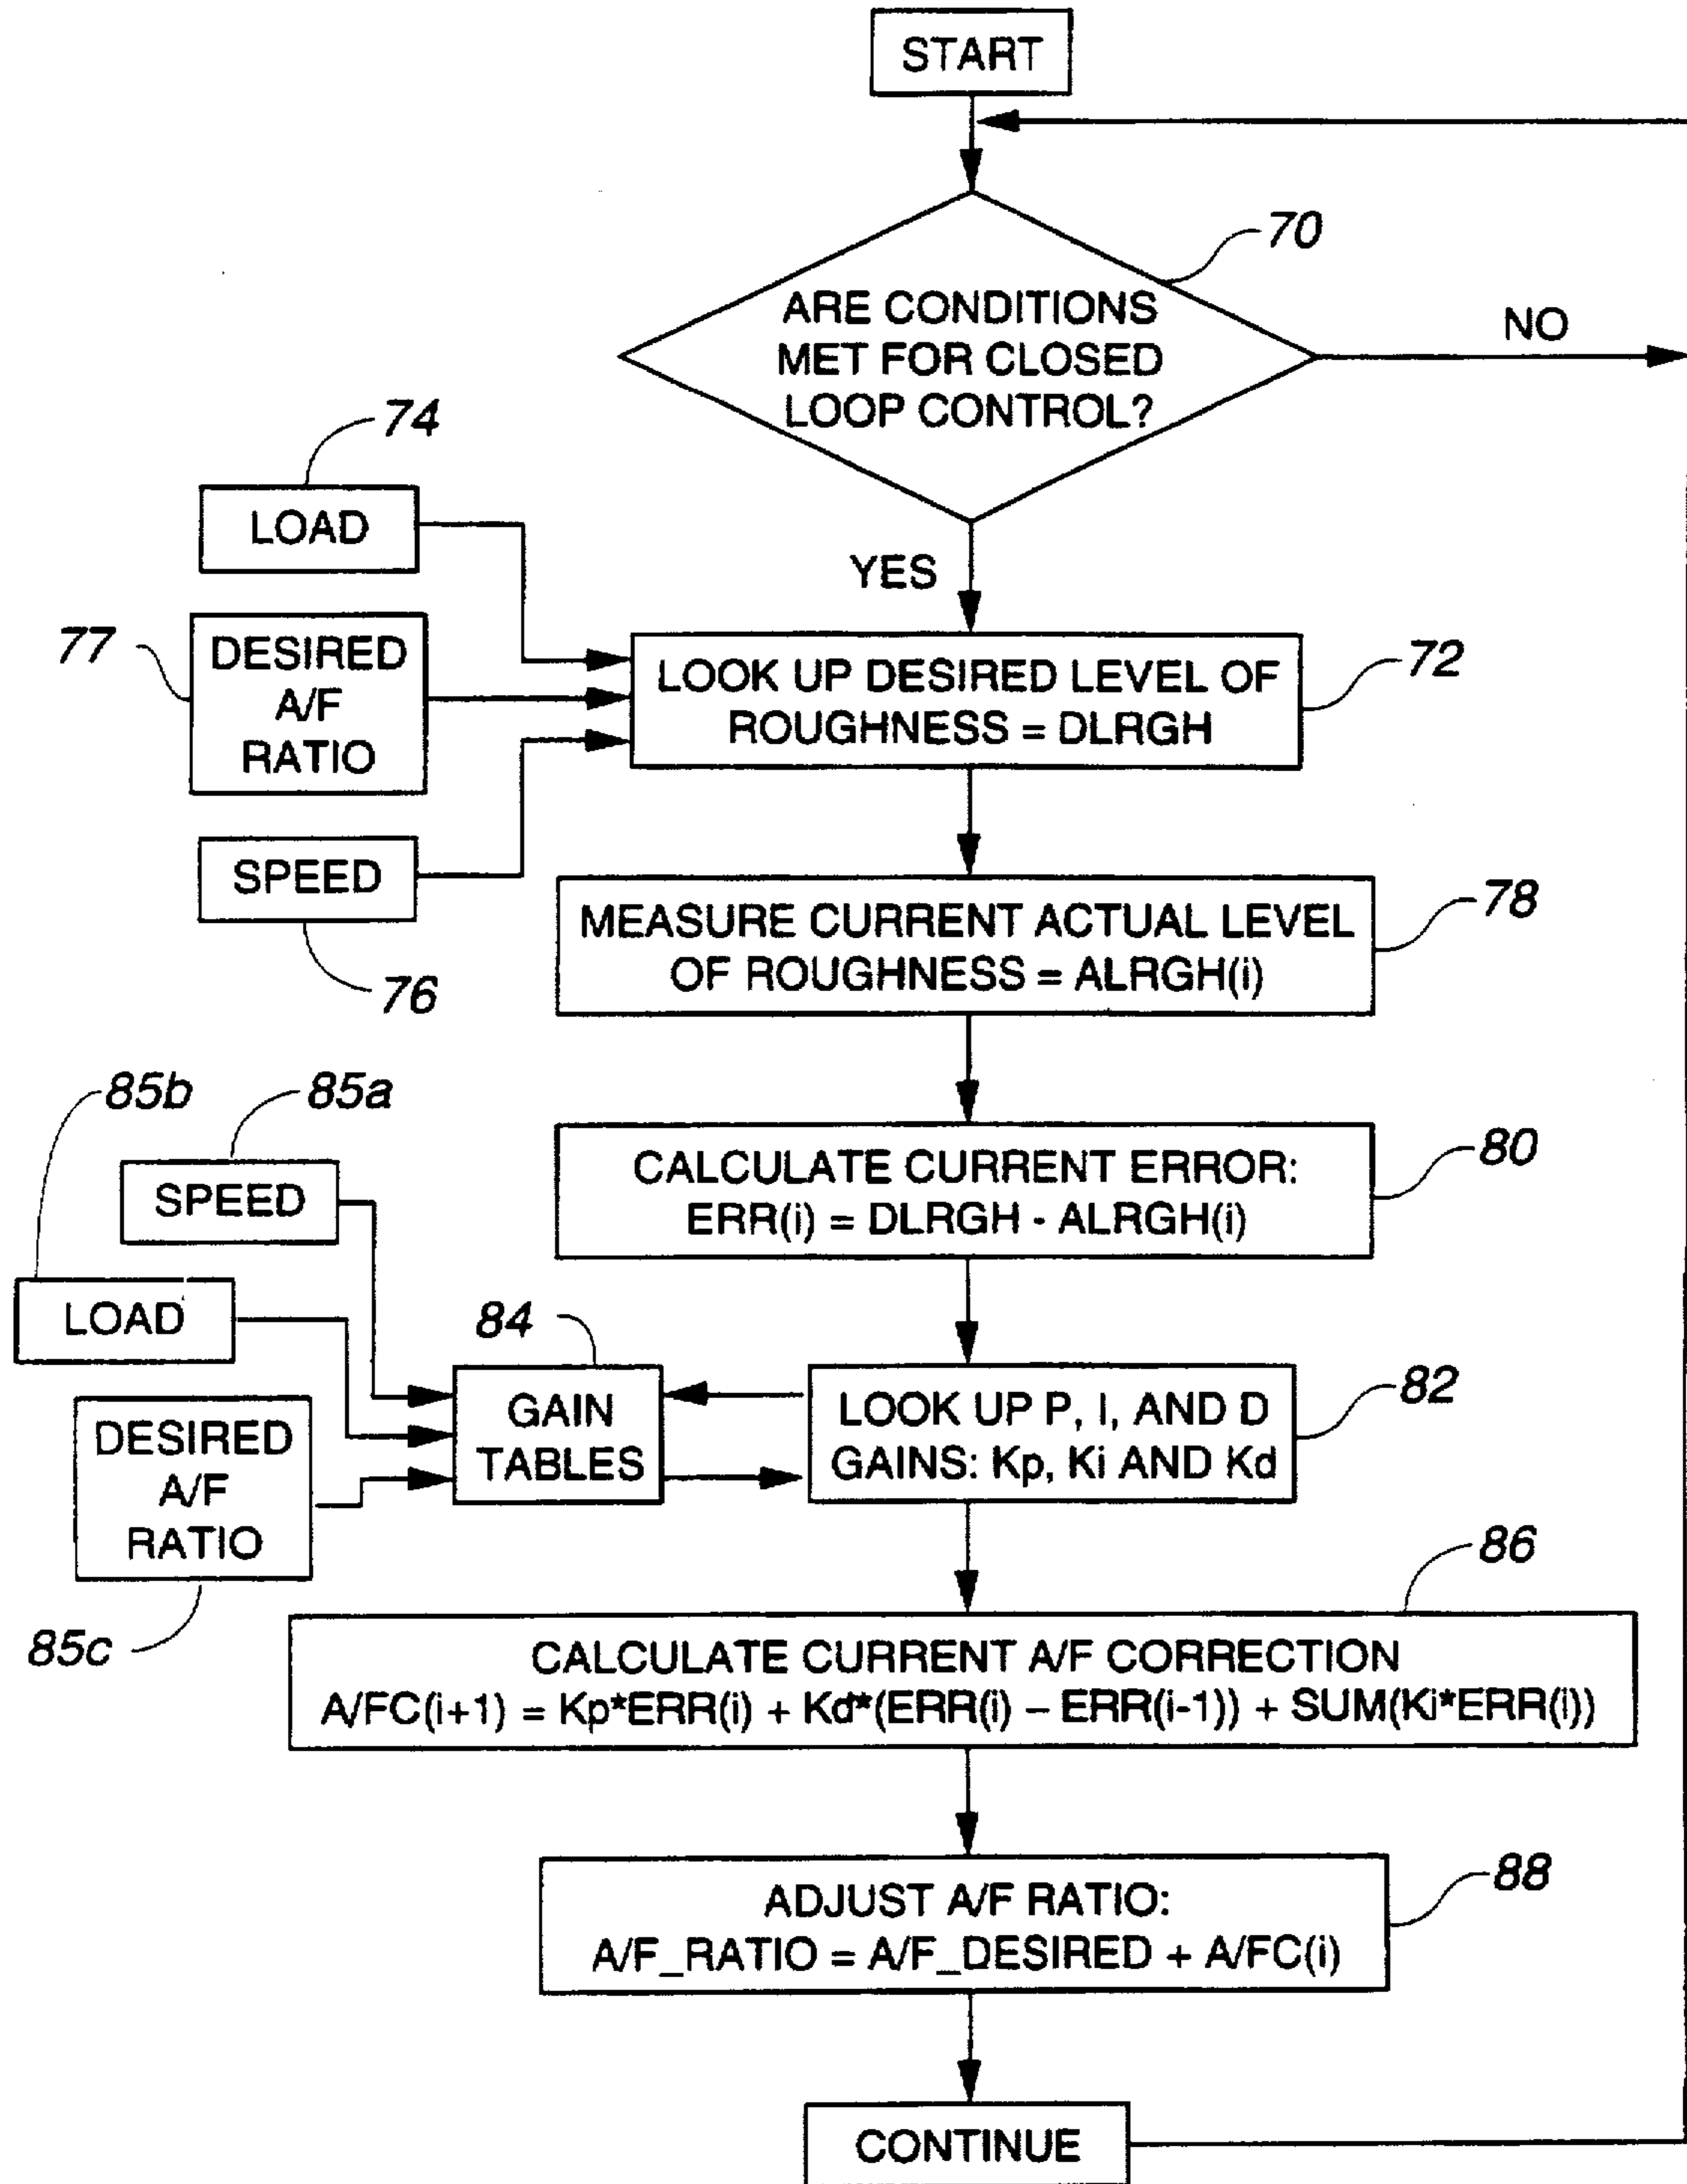 START
70
ARE CONDITIONS
MET FOR CLOSED
LOOP CONTROL?
NO
YES
74
LOAD
77
DESIRED
A/F
RATIO
SPEED
76
LOOK UP DESIRED LEVEL OF
ROUGHNESS = DLRGH
72
MEASURE CURRENT ACTUAL LEVEL
OF ROUGHNESS = ALRGH(i)
78
CALCULATE CURRENT ERROR:
ERR(i) = DLRGH - ALRGH(i)
80
85b
85a
SPEED
LOAD
DESIRED
A/F
RATIO
85c
84
GAIN
TABLES
LOOK UP P, I, AND D
GAINS: Kp, Ki AND Kd
82
86
CALCULATE CURRENT A/F CORRECTION
A/FC(i+1) = Kp*ERR(i) + Kd*(ERR(i) – ERR(i-1)) + SUM(Ki*ERR(i))
ADJUST A/F RATIO:
A/F_RATIO = A/F_DESIRED + A/FC(i)
88
CONTINUE